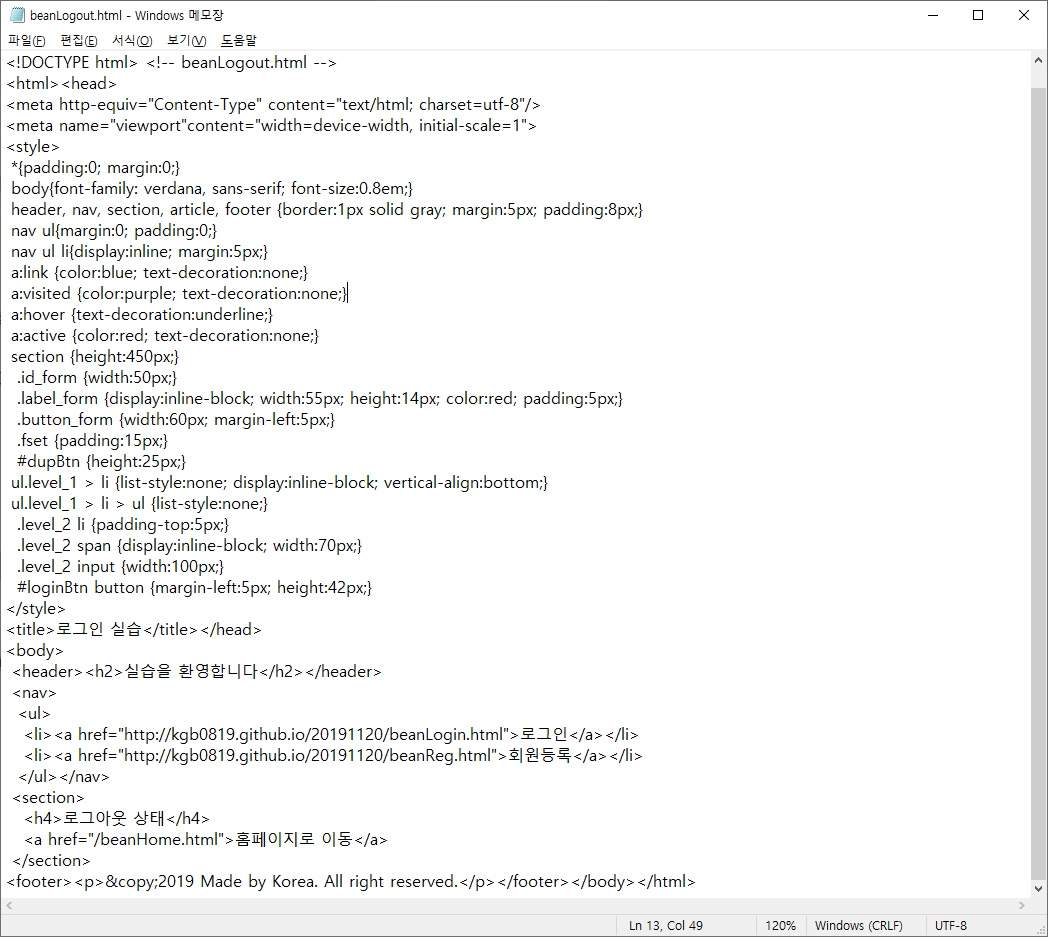 beanLogout.html - Windows 메모장
파일(F) 편집(E) 서식(O) 보기(V) 도움말
<!DOCTYPE html> <!-- beanLogout.html -->
<html><head>
<meta http-equiv="Content-Type" content="text/html; charset=utf-8"/>
<meta name="viewport"content="width=device-width, initial-scale=1">
<style>
*{padding:0; margin:0;}
body{font-family: verdana, sans-serif; font-size:0.8em;}
header, nav, section, article, footer {border:1px solid gray; margin:5px; padding:8px;}
nav ul{margin:0; padding:0;}
nav ul li{display:inline; margin:5px;}
a:link {color:blue; text-decoration:none;}
a:visited {color:purple; text-decoration:none;}
a:hover {text-decoration:underline;}
a:active {color:red; text-decoration:none;}
section {height:450px;}
.id_form {width:50px;}
.label_form {display:inline-block; width:55px; height:14px; color:red; padding:5px;}
.button_form {width:60px; margin-left:5px;}
.fset {padding:15px;}
#dupBtn {height:25px;}
ul.level_1 > li {list-style:none; display:inline-block; vertical-align:bottom;}
ul.level_1 > li > ul {list-style:none;}
.level_2 li {padding-top:5px;}
.level_2 span {display:inline-block; width:70px;}
.level_2 input {width:100px;}
#loginBtn button {margin-left:5px; height:42px;}
</style>
<title>로그인 실습</title></head>
<body>
<header><h2>실습을 환영합니다</h2></header>
<nav>
<ul>
<li><a href="http://kgb0819.github.io/20191120/beanLogin.html">로그인</a></li>
<li><a href="http://kgb0819.github.io/20191120/beanReg.html">회원등록</a></li>
</ul></nav>
<section>
<h4>로그아웃 상태</h4>
<a href="/beanHome.html">홈페이지로 이동</a>
</section>
<footer><p>&copy;2019 Made by Korea. All right reserved.</p></footer></body></html>
Ln 13, Col 49 120% Windows (CRLF) UTF-8